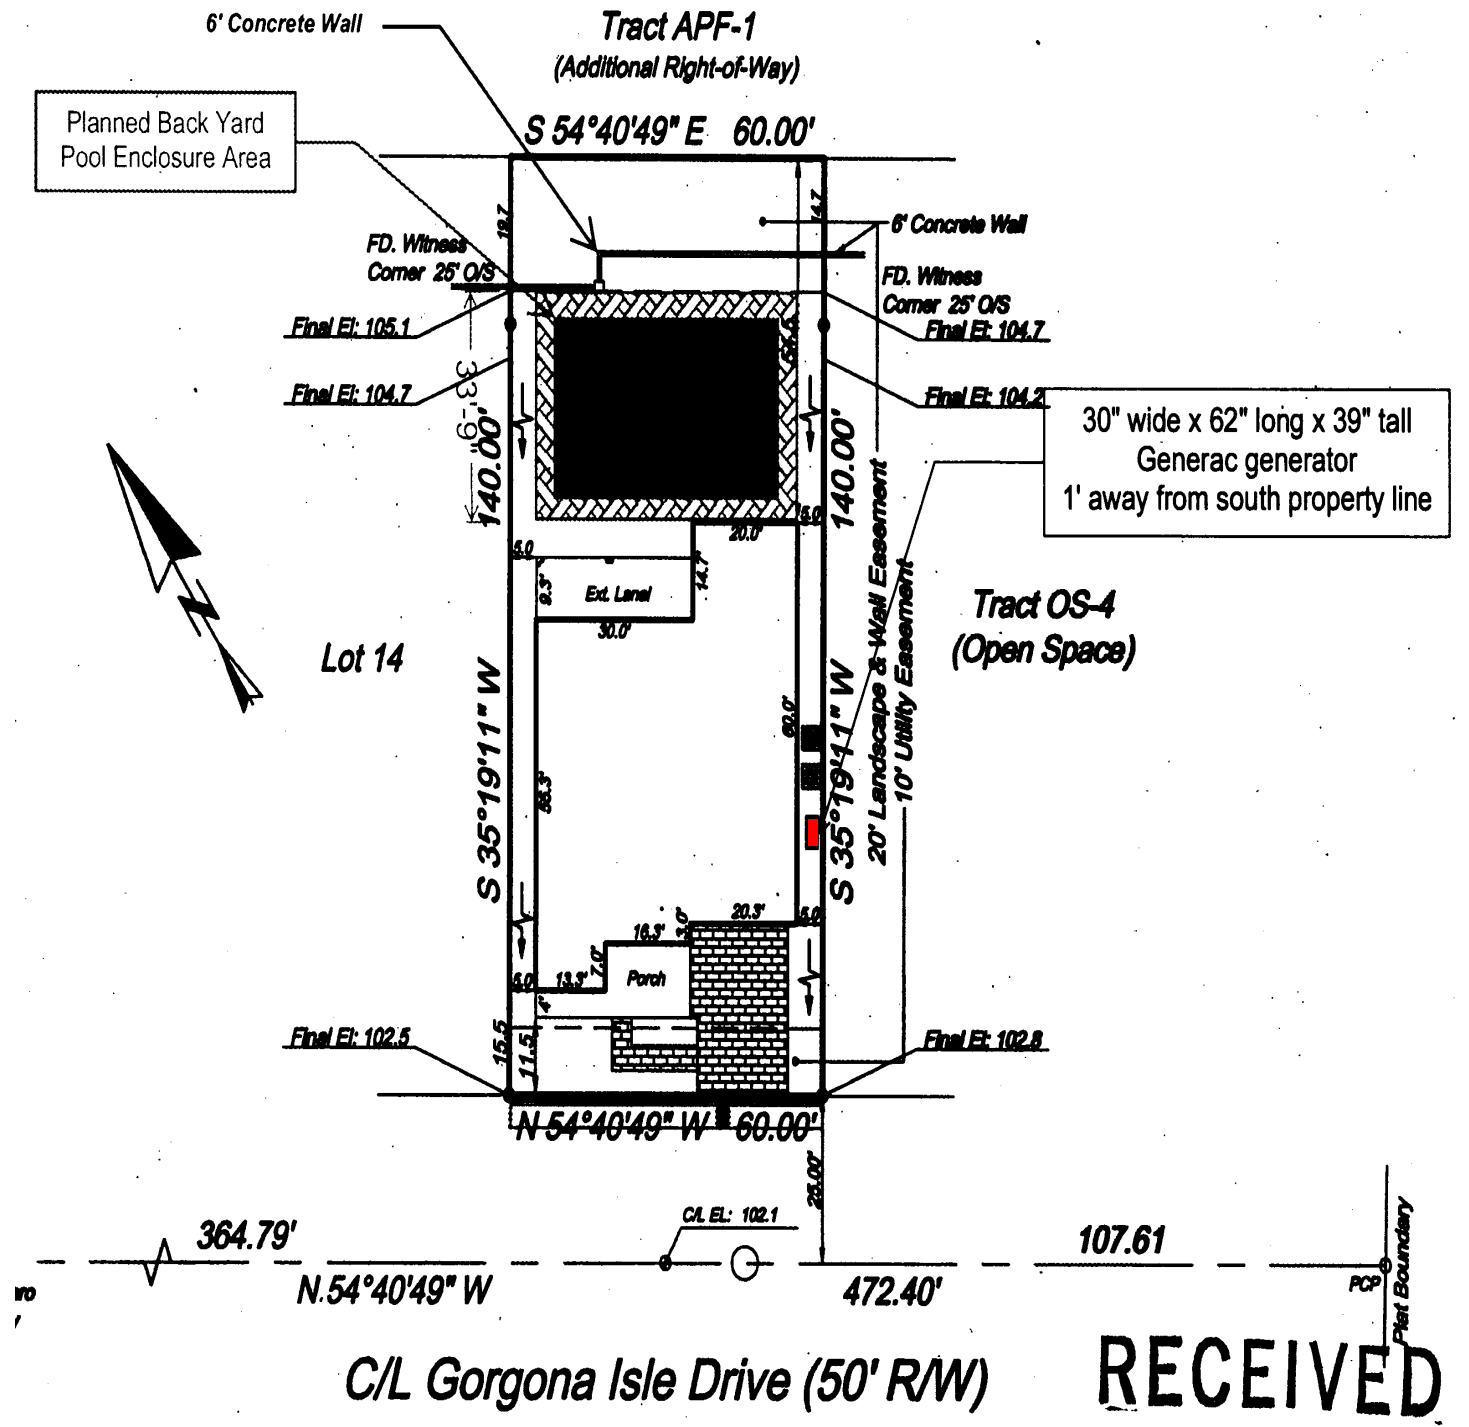 6' Concrete Wall
Tract APF-1
(Additional Right-of-Way)
Planned Back Yard
Pool Enclosure Area
S 54°40'49" E 60.00'
19.7
14.7
6' Concrete Wall
FD. Witness
Corner 25' O/S
FD. Witness
Corner 25' O/S
Final El: 105.1
Final El: 104.7
Final El: 104.7
Final El: 104.2
33'-9"
140.00'
140.00'
30" wide x 62" long x 39" tall
Generac generator
1' away from south property line
5.0
20.0'
5.0
14.7'
9.3'
Ext. Lanai
30.0'
Lot 14
Tract OS-4
(Open Space)
20' Landscape & Wall Easement
10' Utility Easement
S 35°19'11" W
S 35°19'11" W
60.0'
55.3'
20.3'
5.0
3.0'
16.3'
7.0'
Porch
5.0
13.3'
4'
15.5
11.5
Final El: 102.5
Final El: 102.8
N 54°40'49" W 60.00'
25.00'
C/L EL: 102.1
364.79'
107.61
N.54°40'49" W
472.40'
PCP
Plat Boundary
C/L Gorgona Isle Drive (50' R/W)
RECEIVED